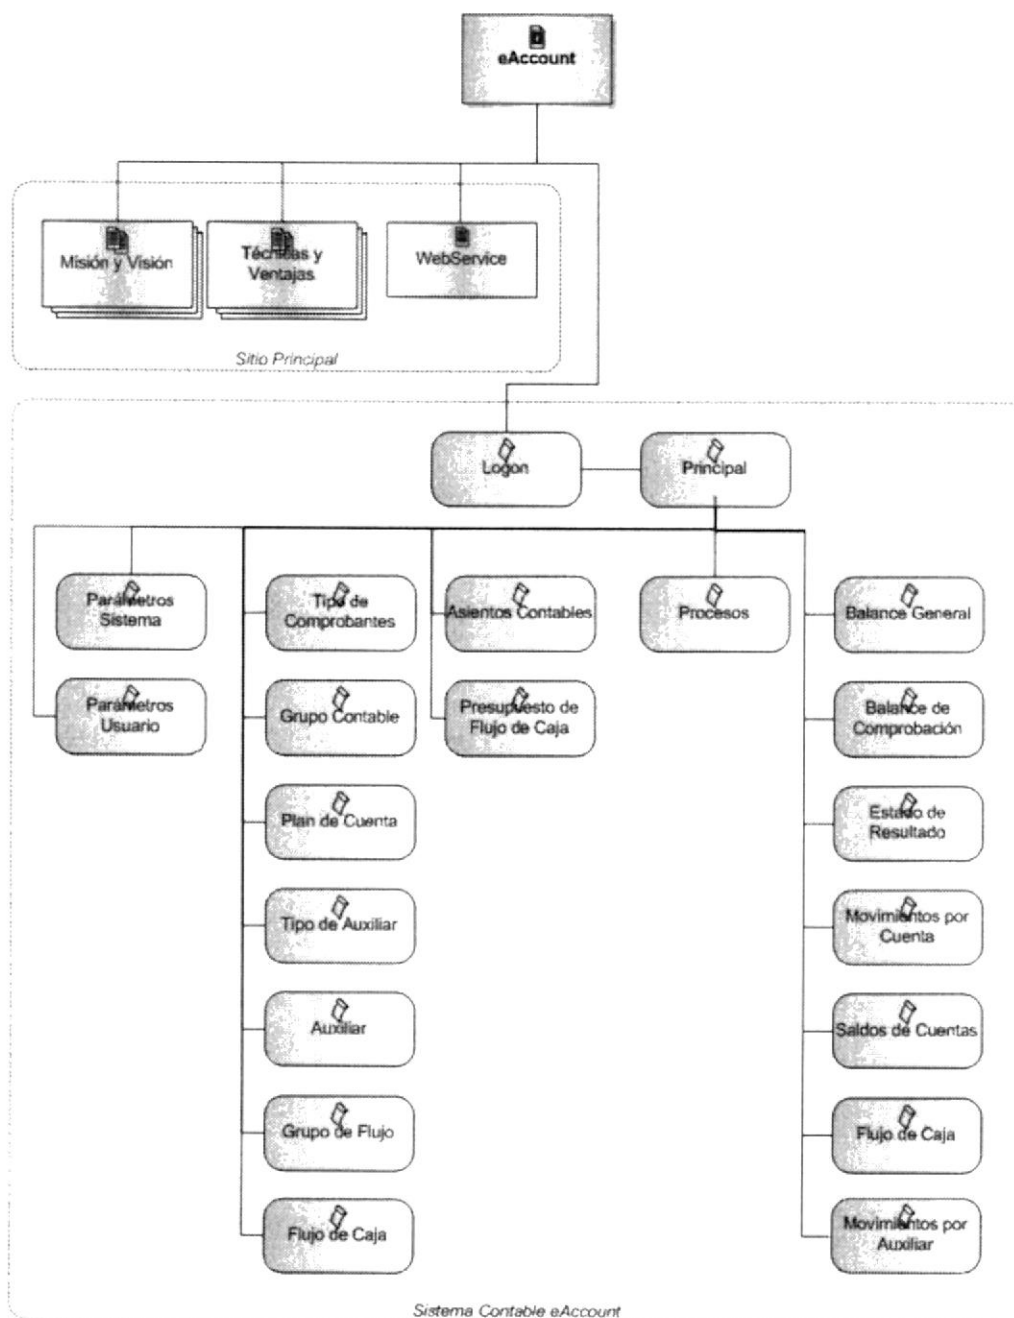 eAccount
Misión y Visión
Técnicas y
Ventajas
WebService
Sitio Principal
Logon
Principal
Parámetros
Sistema
Tipo de
Comprobantes
Asientos Contables
Procesos
Balance General
Parámetros
Usuario
Grupo Contable
Presupuesto de
Flujo de Caja
Balance de
Comprobación
Plan de Cuenta
Estado de
Resultado
Tipo de Auxiliar
Movimientos por
Cuenta
Auxiliar
Saldos de Cuentas
Grupo de Flujo
Flujo de Caja
Flujo de Caja
Movimientos por
Auxiliar
Sistema Contable eAccount